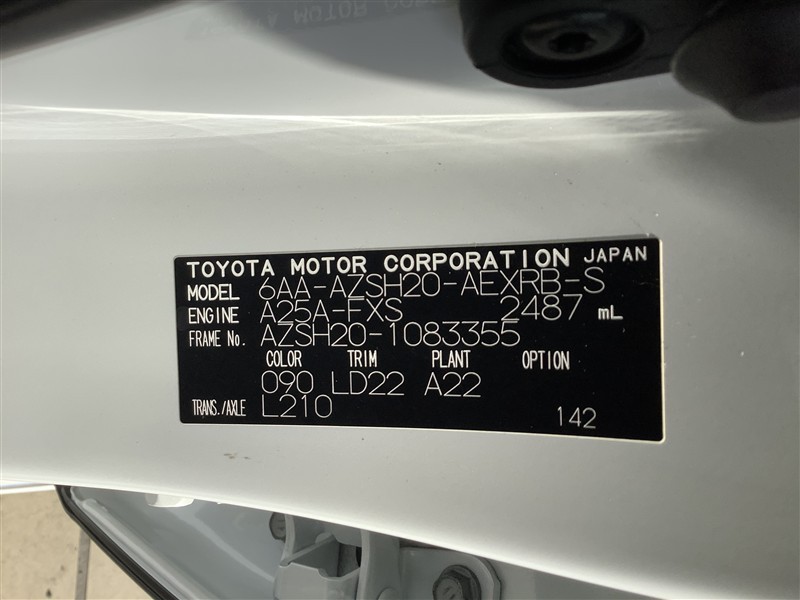 TOYOTA MOTOR CORPORATION JAPAN
MODEL 6AA-AZSH20-AEXRB-S
ENGINE A25A-FXS 2487 mL
FRAME No. AZSH20-1083355
COLOR TRIM PLANT OPTION
090 LD22 A22
TRANS./AXLE L210
142